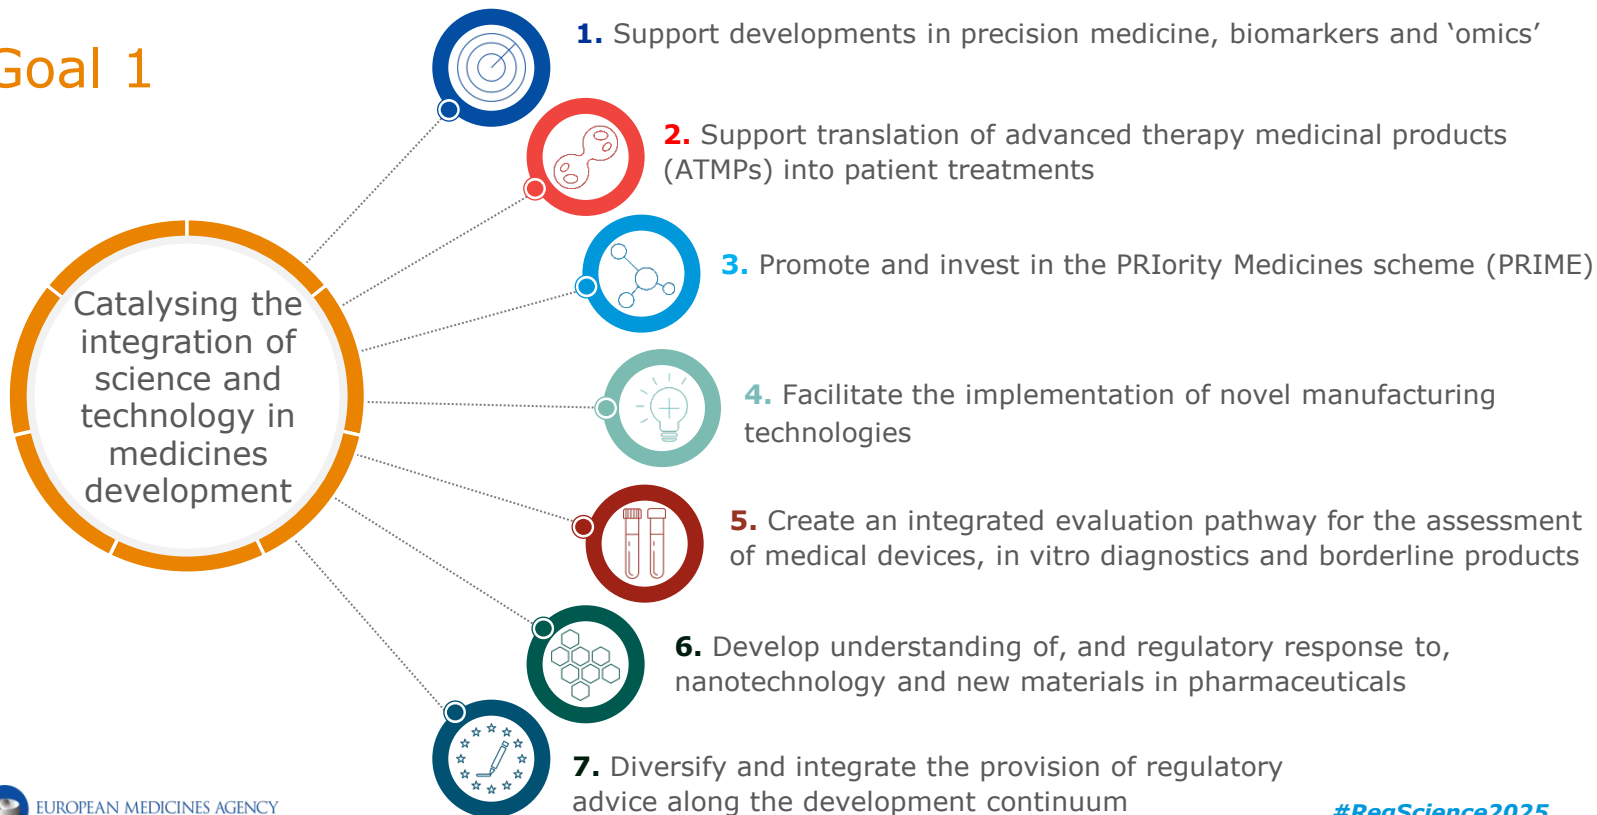 Goal 1
1. Support developments in precision medicine, biomarkers and ‘omics’
2. Support translation of advanced therapy medicinal products
(ATMPs) into patient treatments
3. Promote and invest in the PRIority Medicines scheme (PRIME)
Catalysing the
integration of
science and
technology in
medicines
development
4. Facilitate the implementation of novel manufacturing
technologies
5. Create an integrated evaluation pathway for the assessment
of medical devices, in vitro diagnostics and borderline products
6. Develop understanding of, and regulatory response to,
nanotechnology and new materials in pharmaceuticals
7. Diversify and integrate the provision of regulatory
advice along the development continuum
EUROPEAN MEDICINES AGENCY
#RegScience2025